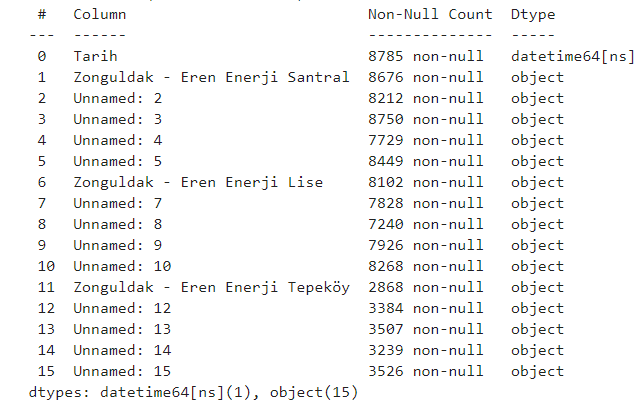 #   Column                             Non-Null Count  Dtype
---  ------                             --------------  -----
0   Tarih                              8785 non-null   datetime64[ns]
1   Zonguldak - Eren Enerji Santral    8676 non-null   object
2   Unnamed: 2                         8212 non-null   object
3   Unnamed: 3                         8750 non-null   object
4   Unnamed: 4                         7729 non-null   object
5   Unnamed: 5                         8449 non-null   object
6   Zonguldak - Eren Enerji Lise       8102 non-null   object
7   Unnamed: 7                         7828 non-null   object
8   Unnamed: 8                         7240 non-null   object
9   Unnamed: 9                         7926 non-null   object
10  Unnamed: 10                        8268 non-null   object
11  Zonguldak - Eren Enerji Tepeköy    2868 non-null   object
12  Unnamed: 12                        3384 non-null   object
13  Unnamed: 13                        3507 non-null   object
14  Unnamed: 14                        3239 non-null   object
15  Unnamed: 15                        3526 non-null   object
dtypes: datetime64[ns](1), object(15)